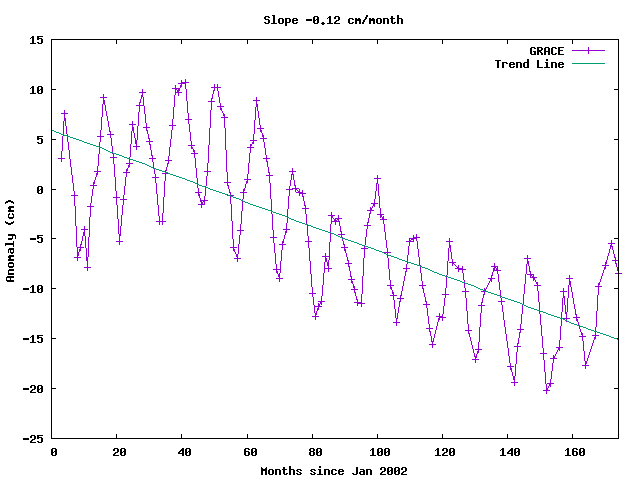 Slope -0.12 cm/month
GRACE
Trend Line
15
10
5
0
-5
-10
-15
-20
-25
Anomaly (cm)
0 20 40 60 80 100 120 140 160
Months since Jan 2002